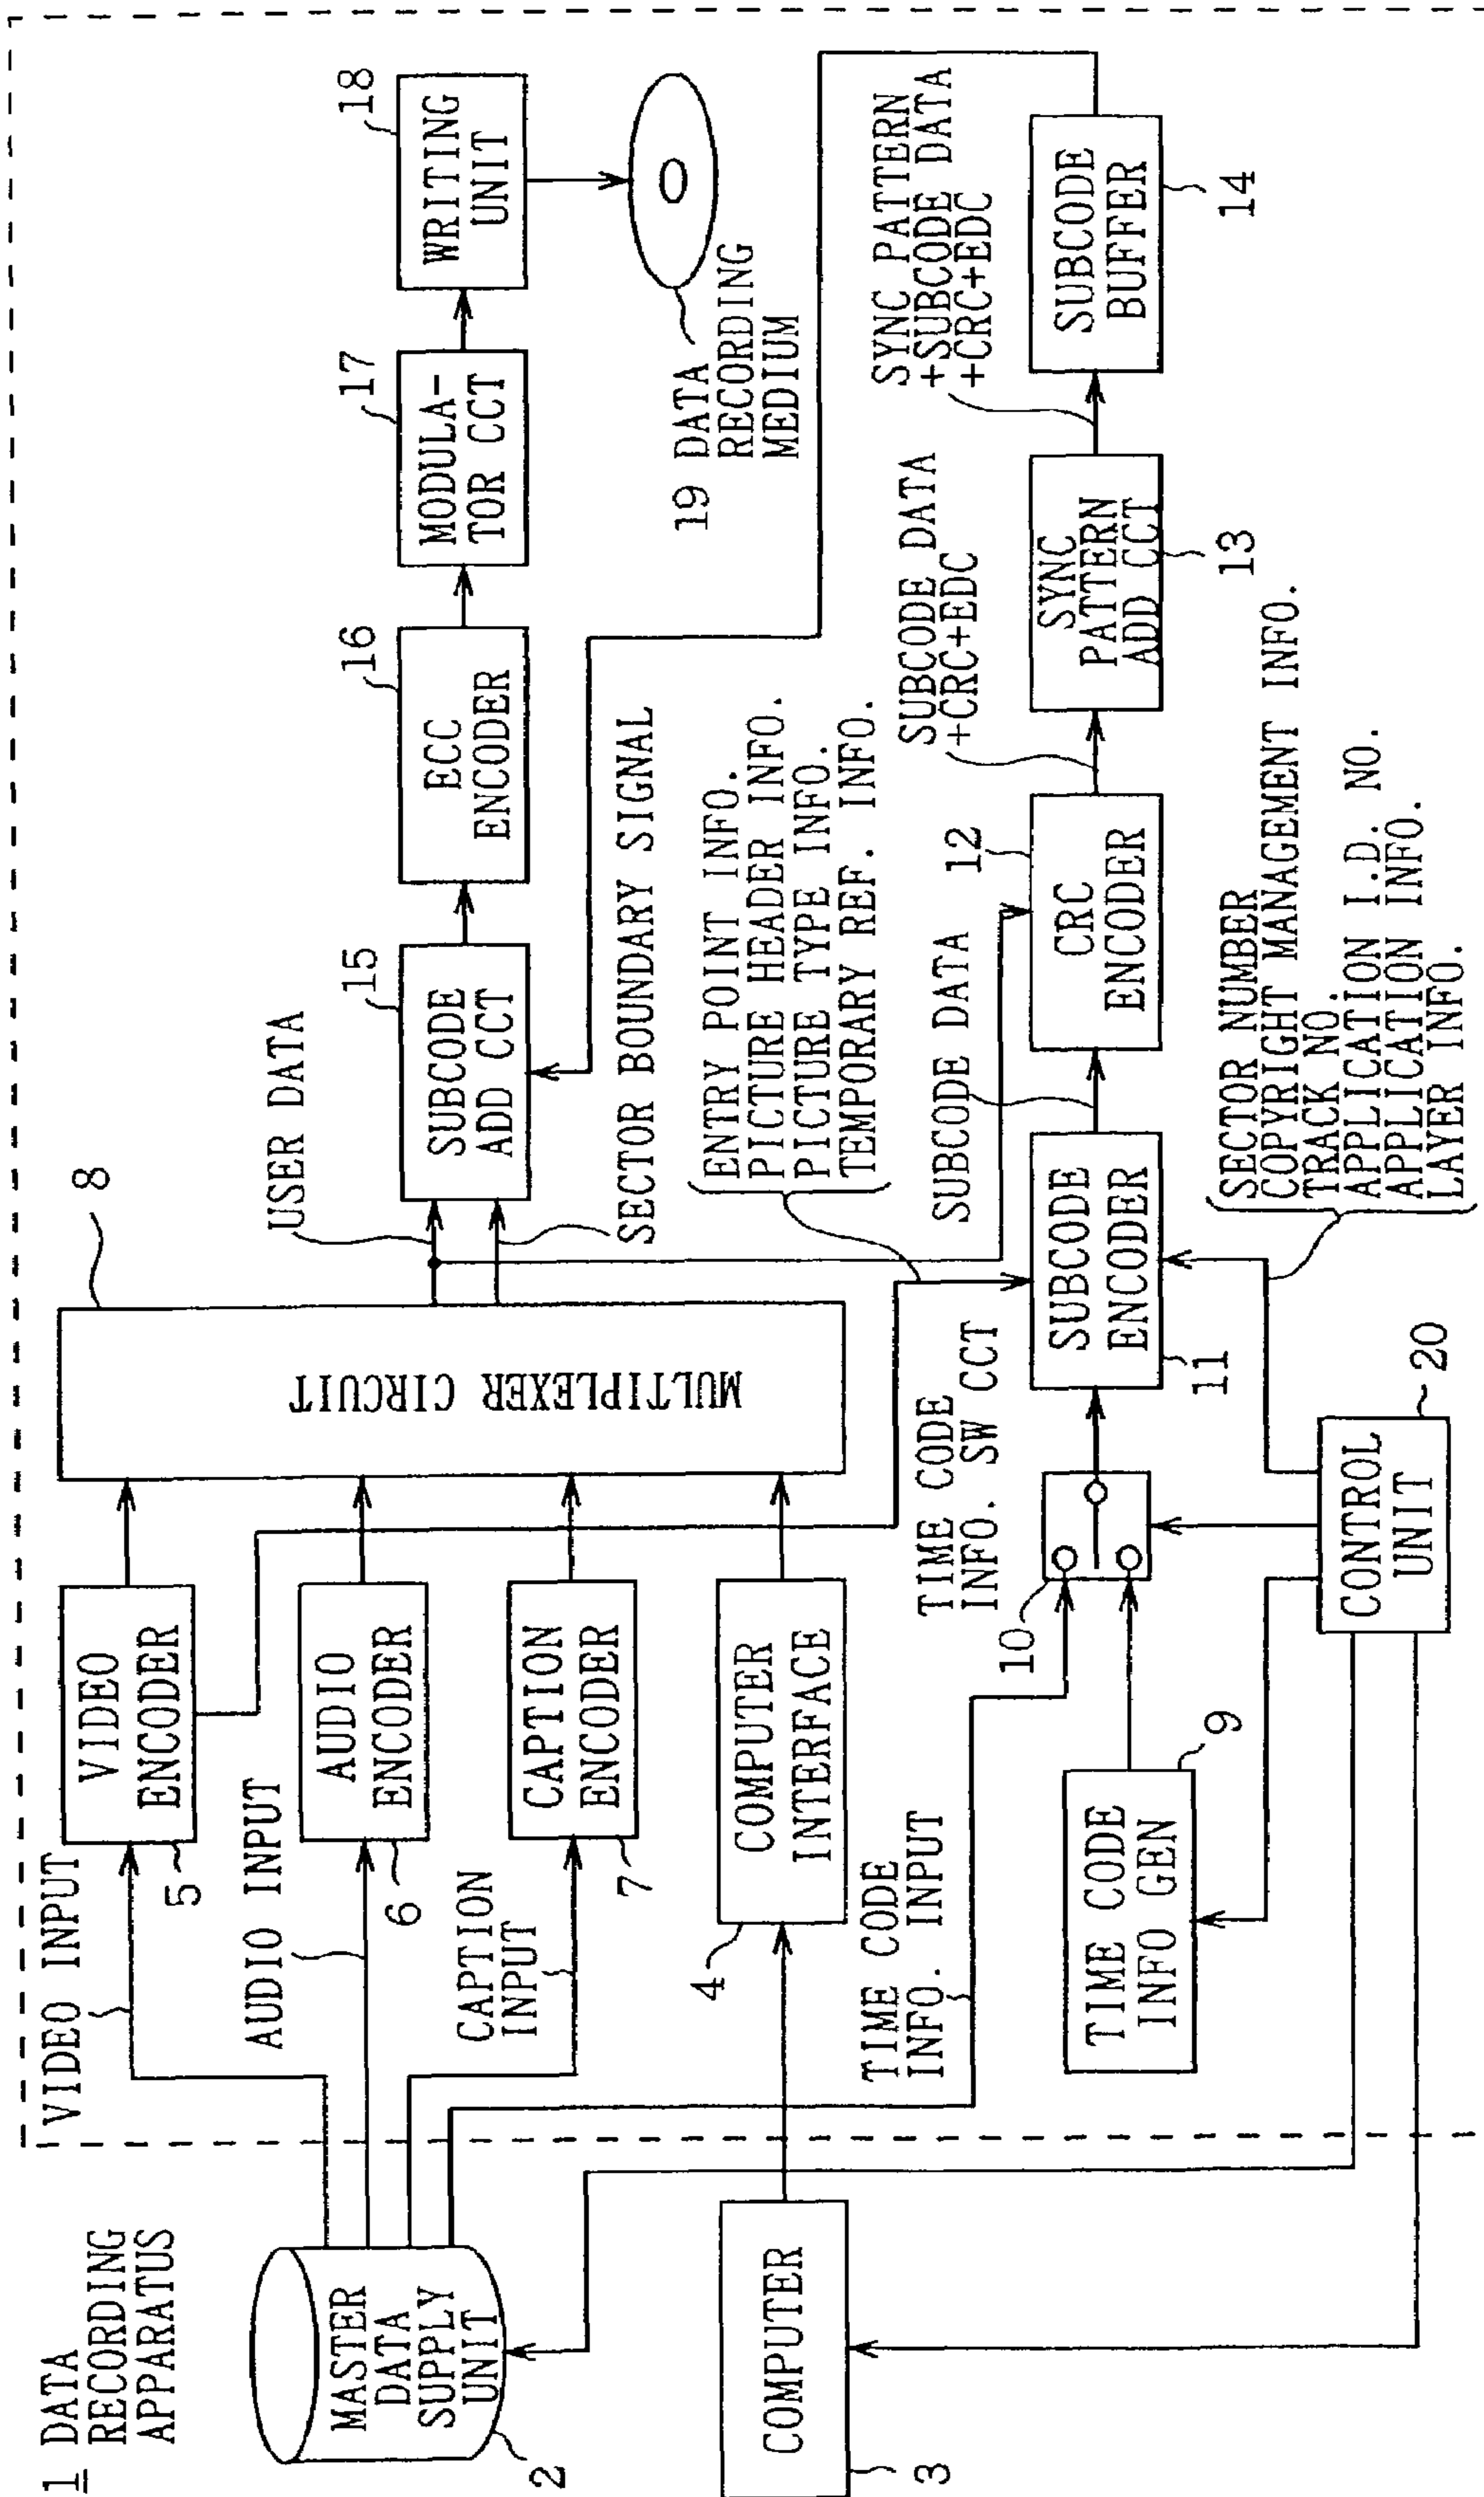 1 DATA
RECORDING
APPARATUS
MASTER
DATA
SUPPLY
UNIT
2
COMPUTER
3
VIDEO INPUT
VIDEO
ENCODER
5
AUDIO INPUT
AUDIO
ENCODER
6
CAPTION
INPUT
CAPTION
ENCODER
7
COMPUTER
INTERFACE
4
TIME CODE
INFO. INPUT
TIME CODE
INFO GEN
9
10
TIME CODE
INFO. SW CCT
CONTROL
UNIT
20
MULTIPLEXER CIRCUIT
8
USER DATA
SECTOR BOUNDARY SIGNAL
SUBCODE
ADD CCT
15
ECC
ENCODER
16
MODULA-
TOR CCT
17
WRITING
UNIT
18
19 DATA
RECORDING
MEDIUM
ENTRY POINT INFO.
PICTURE HEADER INFO.
PICTURE TYPE INFO.
TEMPORARY REF. INFO.
SUBCODE
ENCODER
11
SUBCODE DATA
CRC
ENCODER
12
SUBCODE DATA
+CRC+EDC
SYNC
PATTERN
ADD CCT
13
SYNC PATTERN
+SUBCODE DATA
+CRC+EDC
SUBCODE
BUFFER
14
SECTOR NUMBER
COPYRIGHT MANAGEMENT INFO.
TRACK NO.
APPLICATION I.D. NO.
APPLICATION INFO.
LAYER INFO.